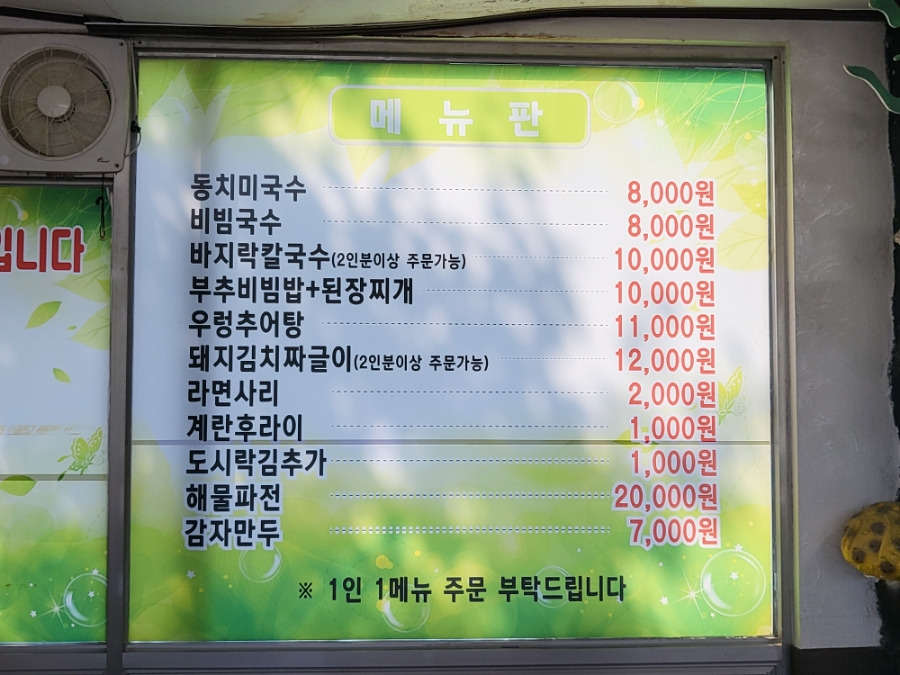 메뉴판
동치미국수 8,000원
비빔국수 8,000원
바지락칼국수(2인분이상 주문가능) 10,000원
부추비빔밥+된장찌개 10,000원
우렁추어탕 11,000원
돼지김치짜글이(2인분이상 주문가능) 12,000원
라면사리 2,000원
계란후라이 1,000원
도시락김추가 1,000원
해물파전 20,000원
감자만두 7,000원
※ 1인 1메뉴 주문 부탁드립니다
입니다